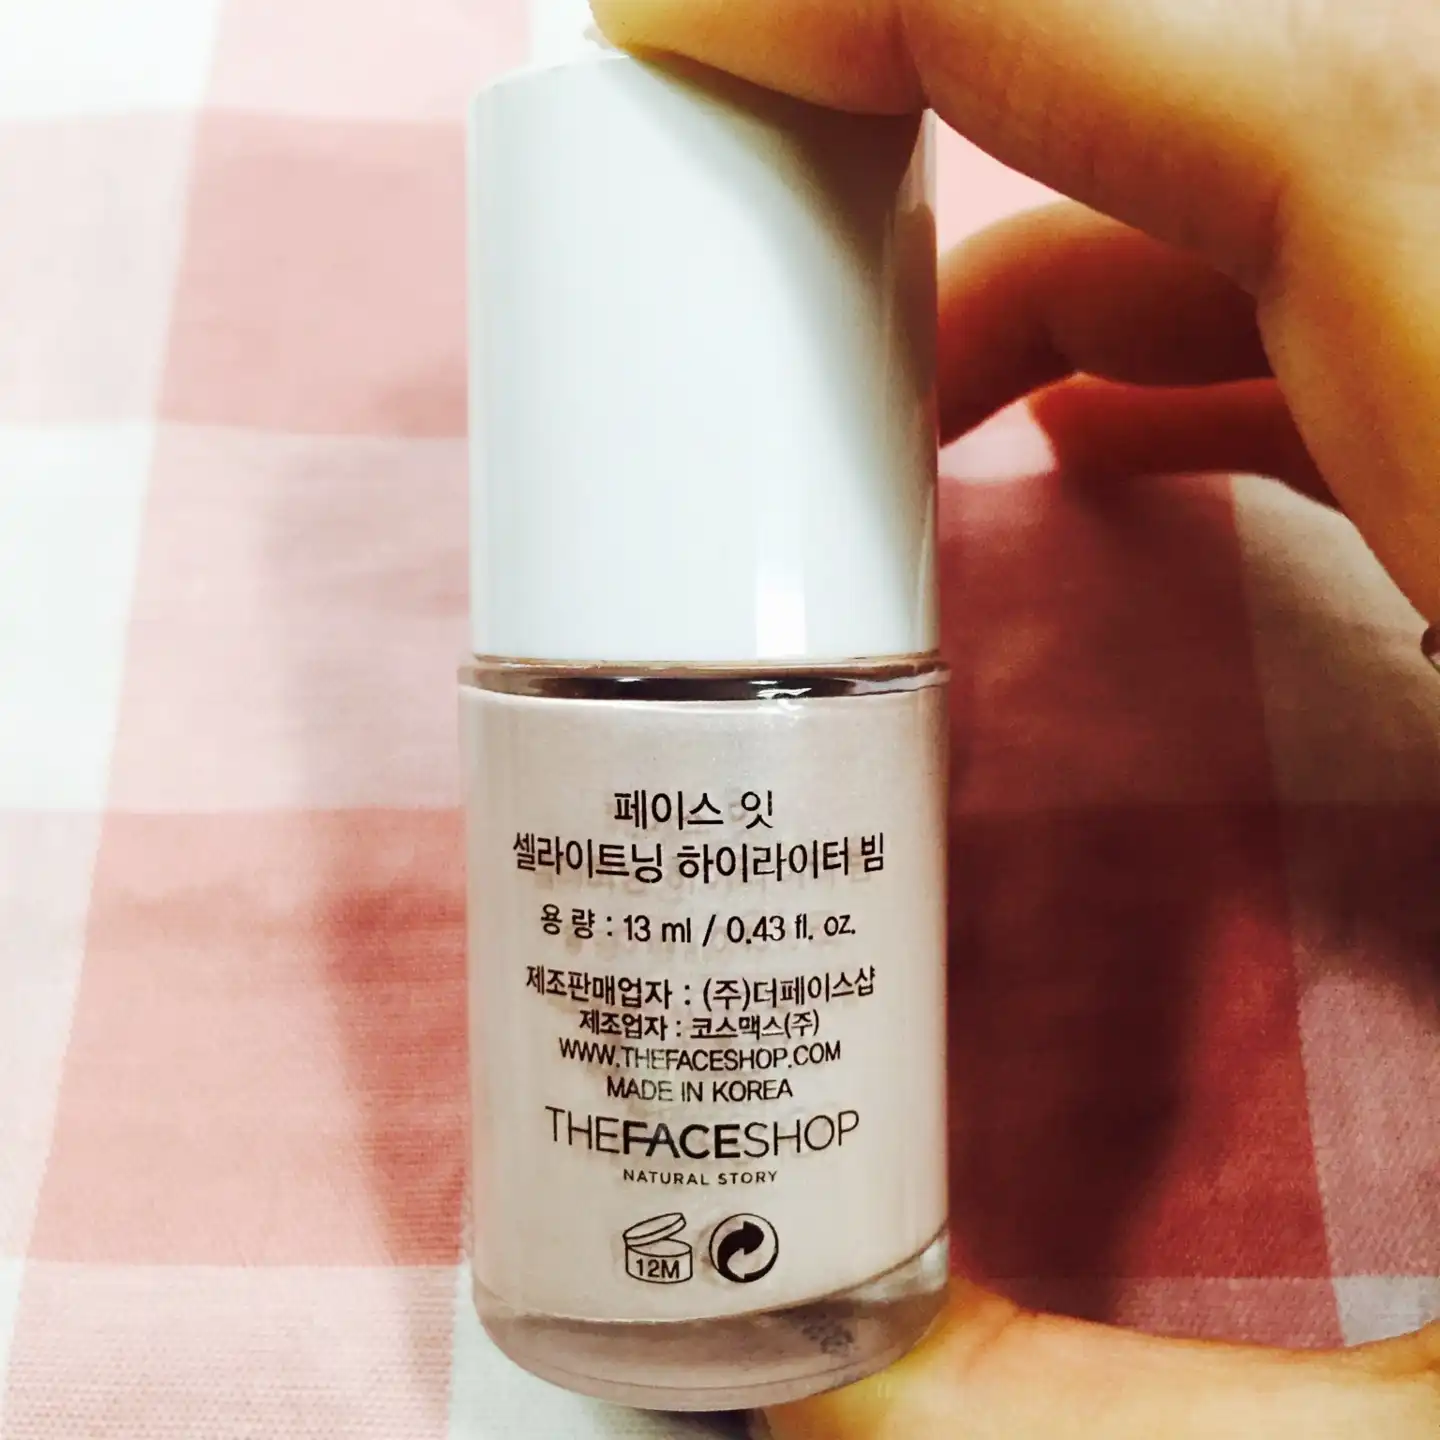 페이스 잇
셀라이트닝 하이라이터 빔
용 량 : 13 ml / 0.43 fl. oz.
제조판매업자 : (주)더페이스샵
제조업자 : 코스맥스(주)
WWW.THEFACESHOP.COM
MADE IN KOREA
THEFACESHOP
NATURAL STORY
12M